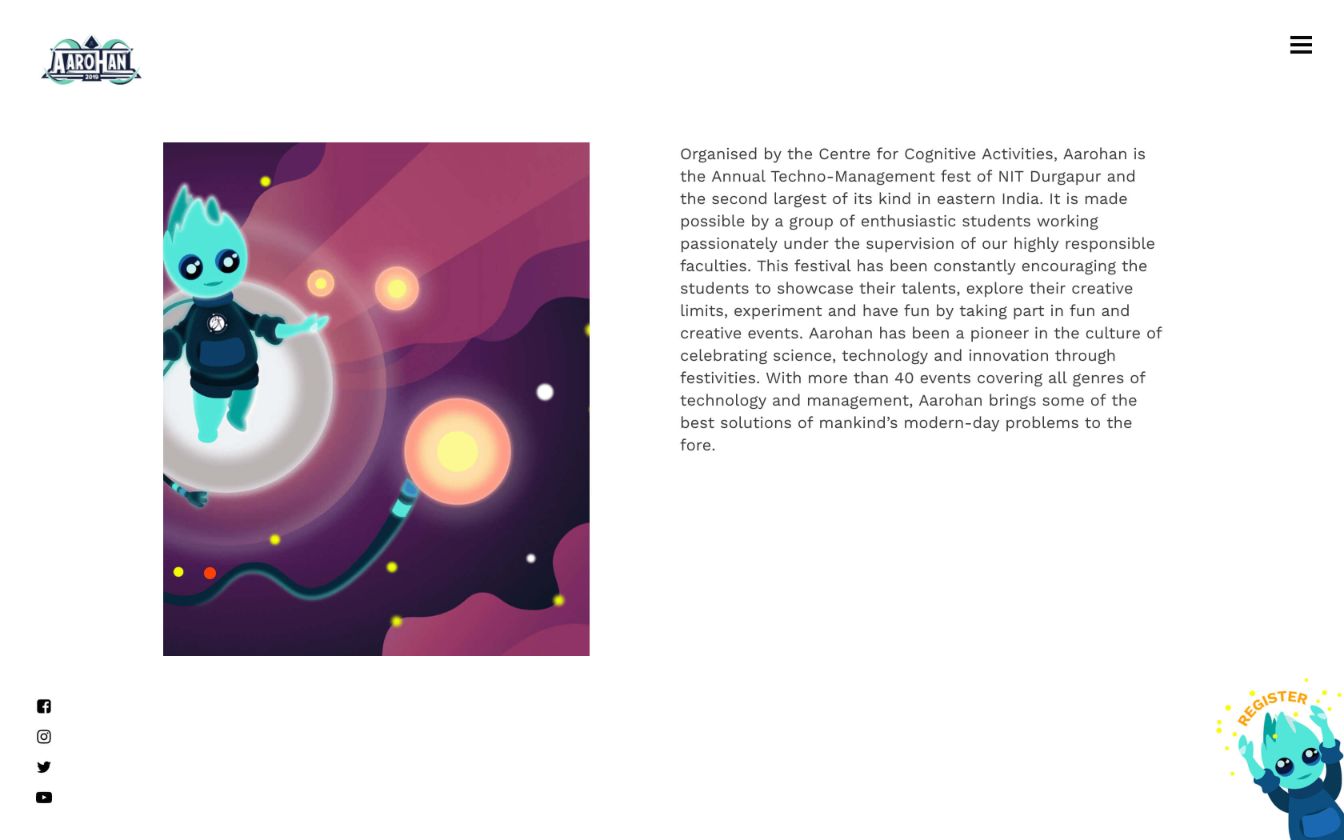 AAROHAN
2019
Organised by the Centre for Cognitive Activities, Aarohan is
the Annual Techno-Management fest of NIT Durgapur and
the second largest of its kind in eastern India. It is made
possible by a group of enthusiastic students working
passionately under the supervision of our highly responsible
faculties. This festival has been constantly encouraging the
students to showcase their talents, explore their creative
limits, experiment and have fun by taking part in fun and
creative events. Aarohan has been a pioneer in the culture of
celebrating science, technology and innovation through
festivities. With more than 40 events covering all genres of
technology and management, Aarohan brings some of the
best solutions of mankind’s modern-day problems to the
fore.
REGISTER